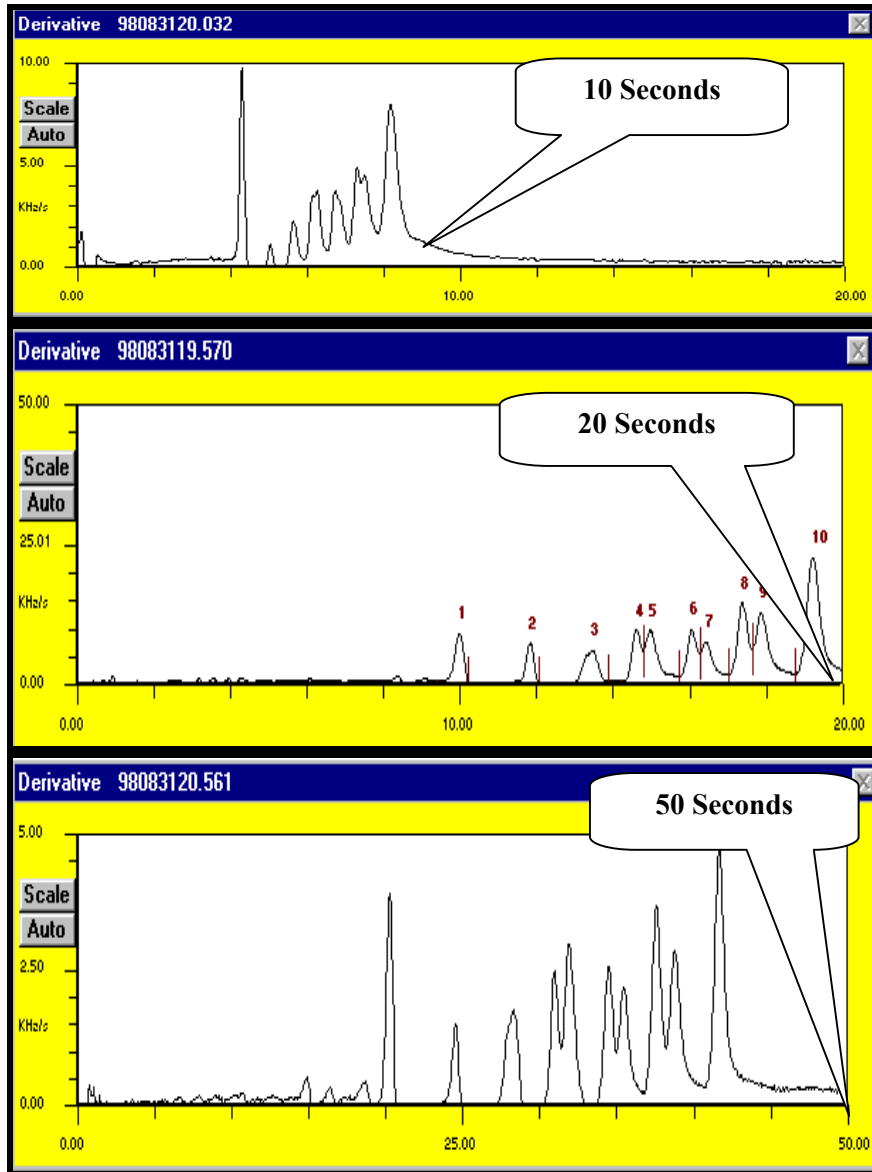 Derivative 98083120.032
10.00
10 Seconds
Scale
Auto
5.00
KHz/s
0.00
0.00 10.00 20.00
Derivative 98083119.570
50.00
20 Seconds
Scale
Auto
25.01
10
KHz/s
8 9
1 2 3 4 5 6 7
0.00
0.00 10.00 20.00
Derivative 98083120.561
50 Seconds
5.00
Scale
Auto
2.50
KHz/s
0.00
0.00 25.00 50.00